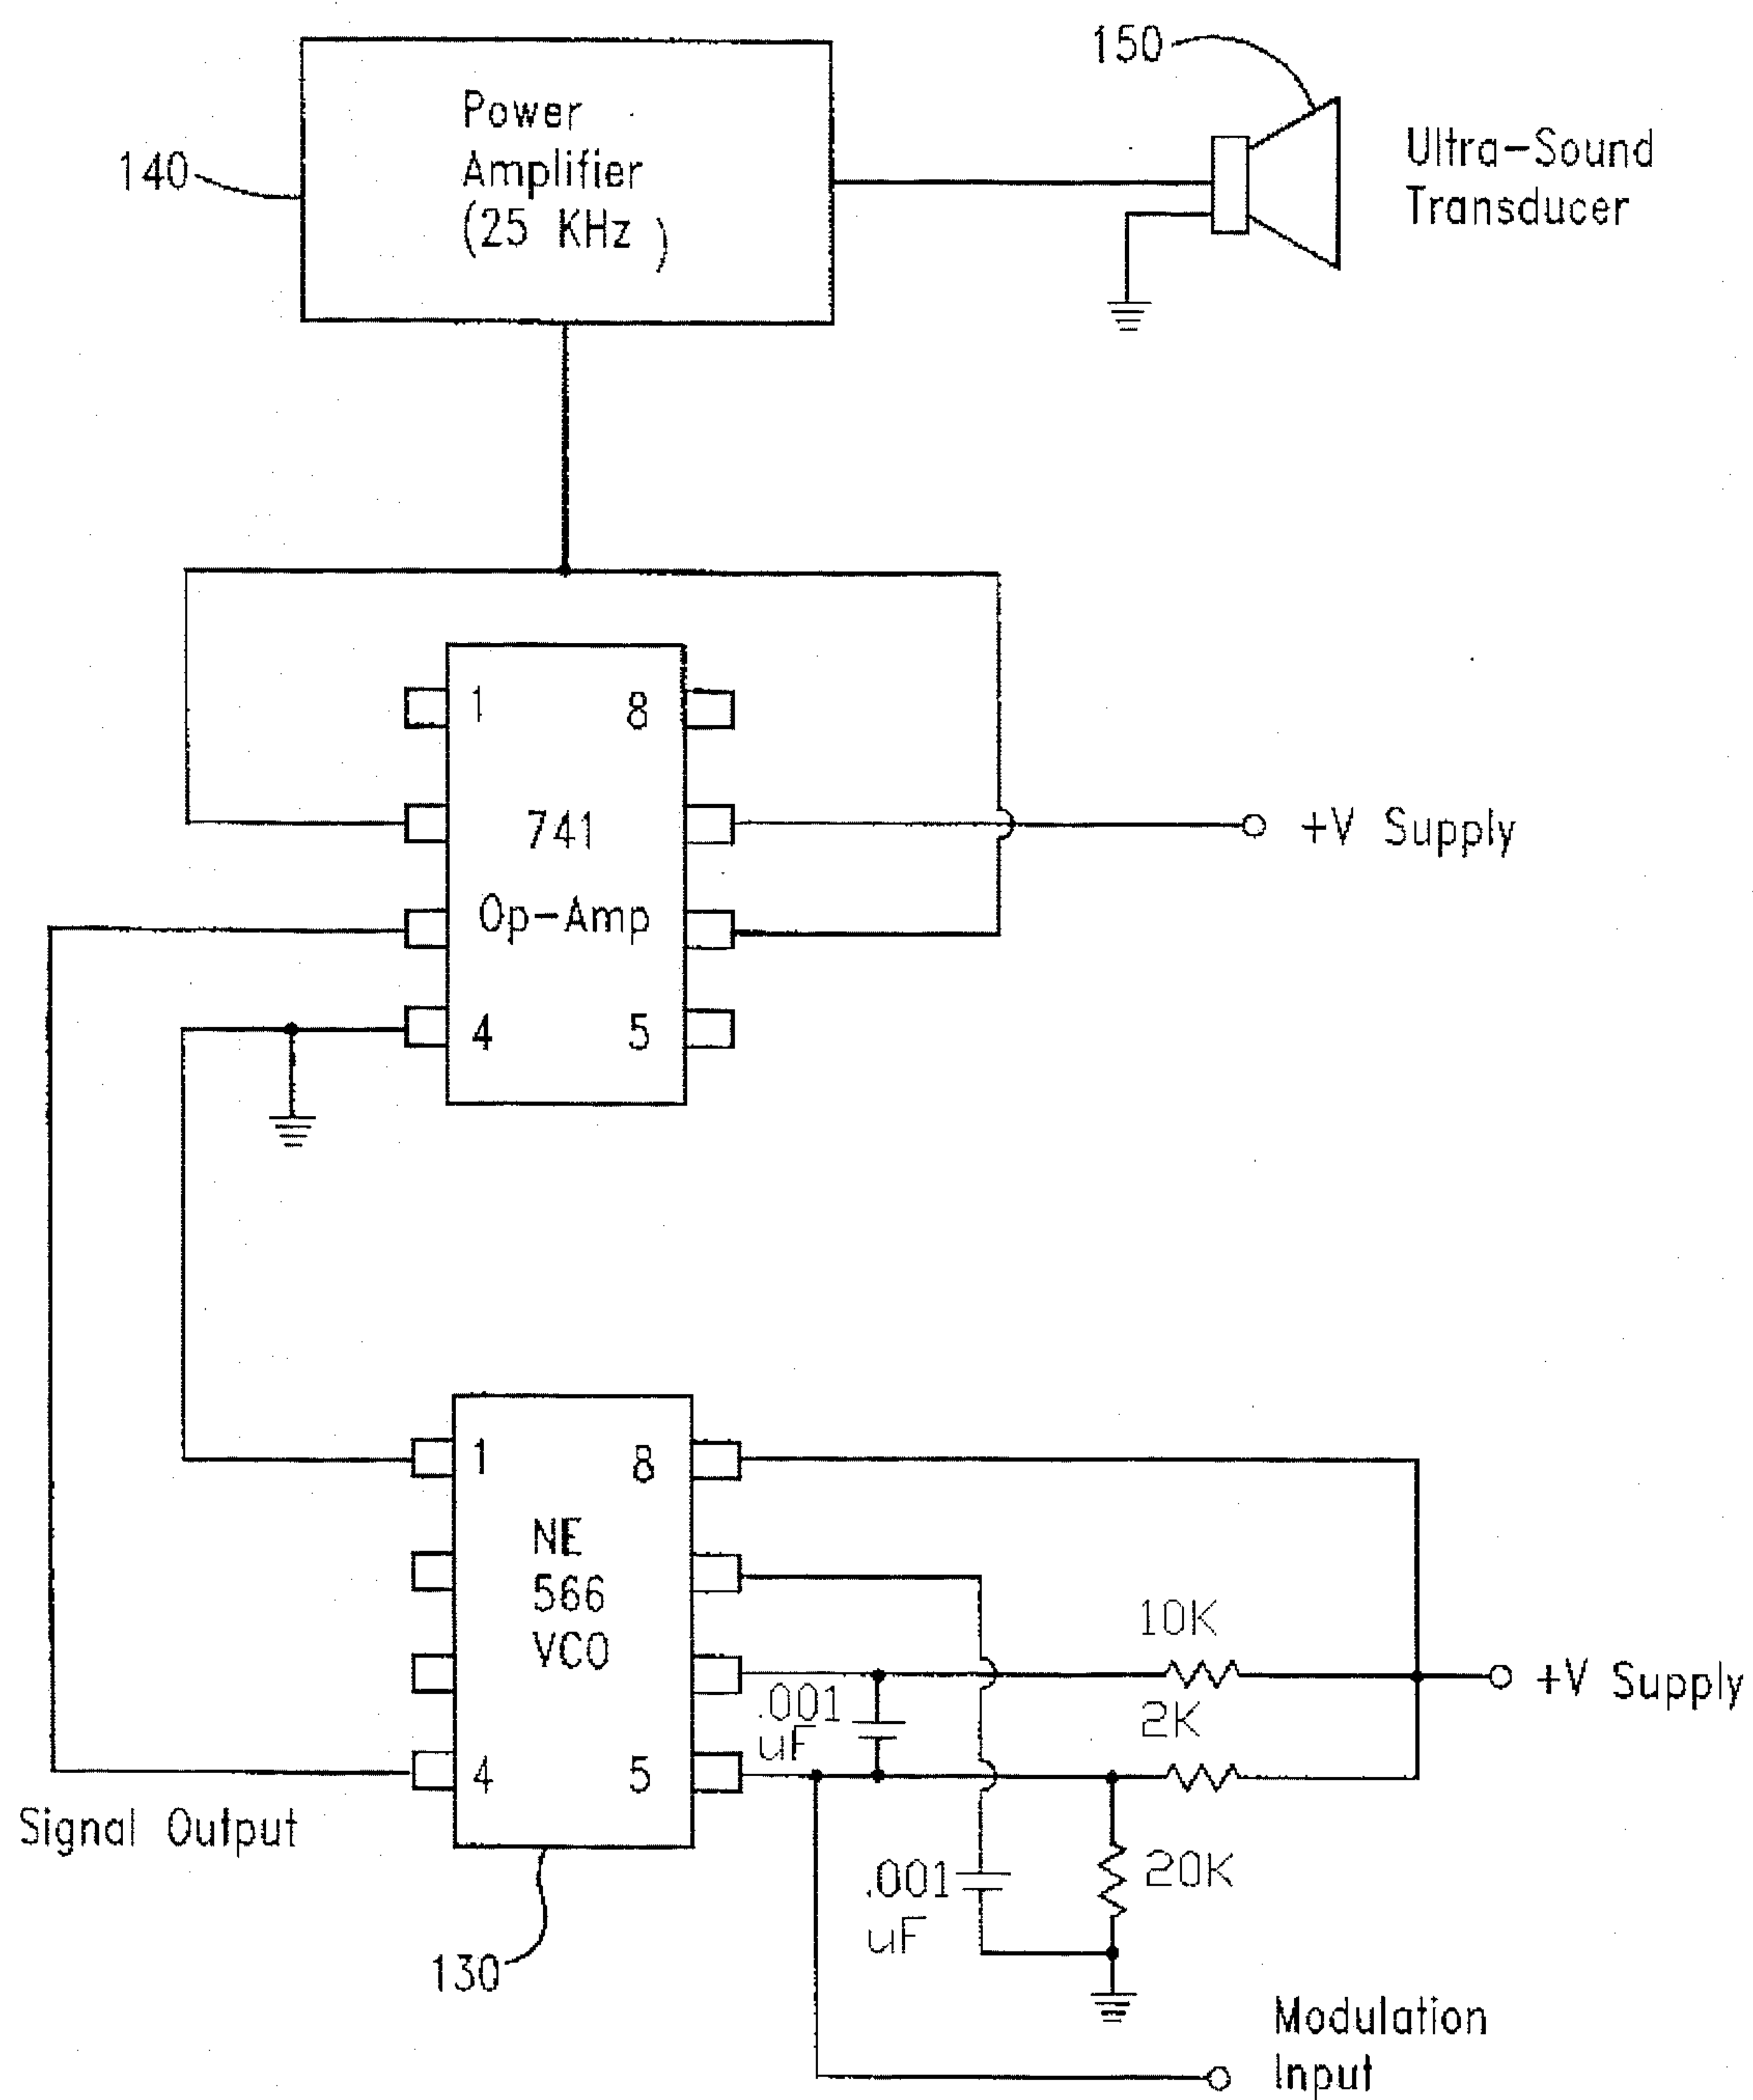 150
Power
Amplifier
(25 KHz )
140
Ultra-Sound
Transducer
1 8
741
+V Supply
Op-Amp
4 5
1 8
NE
566
VCO
10K
+V Supply
.001
uF
2K
4 5
Signal Output
.001
uF
20K
130
Modulation
Input